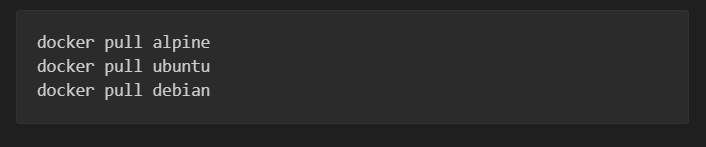 docker pull alpine
docker pull ubuntu
docker pull debian